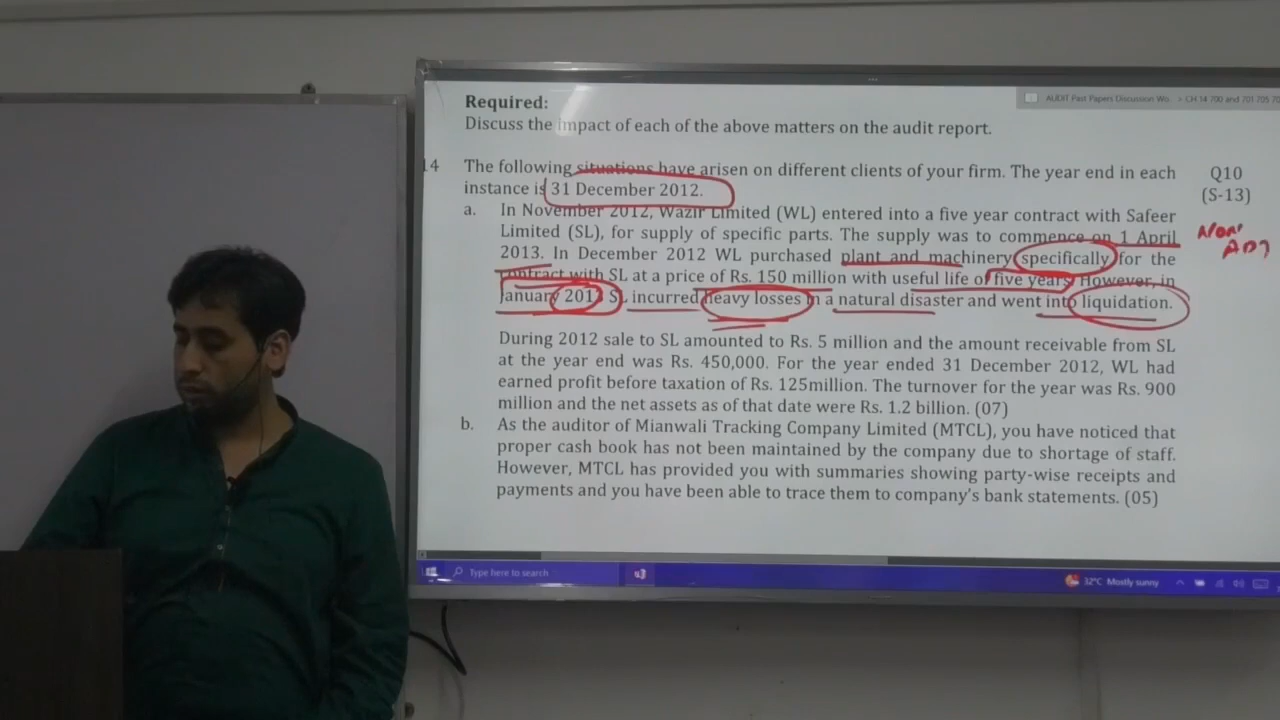 AUDIT Past Papers Discussion Wo... > CH 14 700 and 701 705 70
Required:
Discuss the impact of each of the above matters on the audit report.
14 The following situations have arisen on different clients of your firm. The year end in each Q10
instance is 31 December 2012. (S-13)
a. In November 2012, Wazir Limited (WL) entered into a five year contract with Safeer
Limited (SL), for supply of specific parts. The supply was to commence on 1 April
2013. In December 2012 WL purchased plant and machinery specifically for the
contract with SL at a price of Rs. 150 million with useful life of five years. However, in
January 2013 SL incurred heavy losses in a natural disaster and went into liquidation.
Non
ADJ
During 2012 sale to SL amounted to Rs. 5 million and the amount receivable from SL
at the year end was Rs. 450,000. For the year ended 31 December 2012, WL had
earned profit before taxation of Rs. 125million. The turnover for the year was Rs. 900
million and the net assets as of that date were Rs. 1.2 billion. (07)
b. As the auditor of Mianwali Tracking Company Limited (MTCL), you have noticed that
proper cash book has not been maintained by the company due to shortage of staff.
However, MTCL has provided you with summaries showing party-wise receipts and
payments and you have been able to trace them to company's bank statements. (05)
Type here to search
32°C Mostly sunny